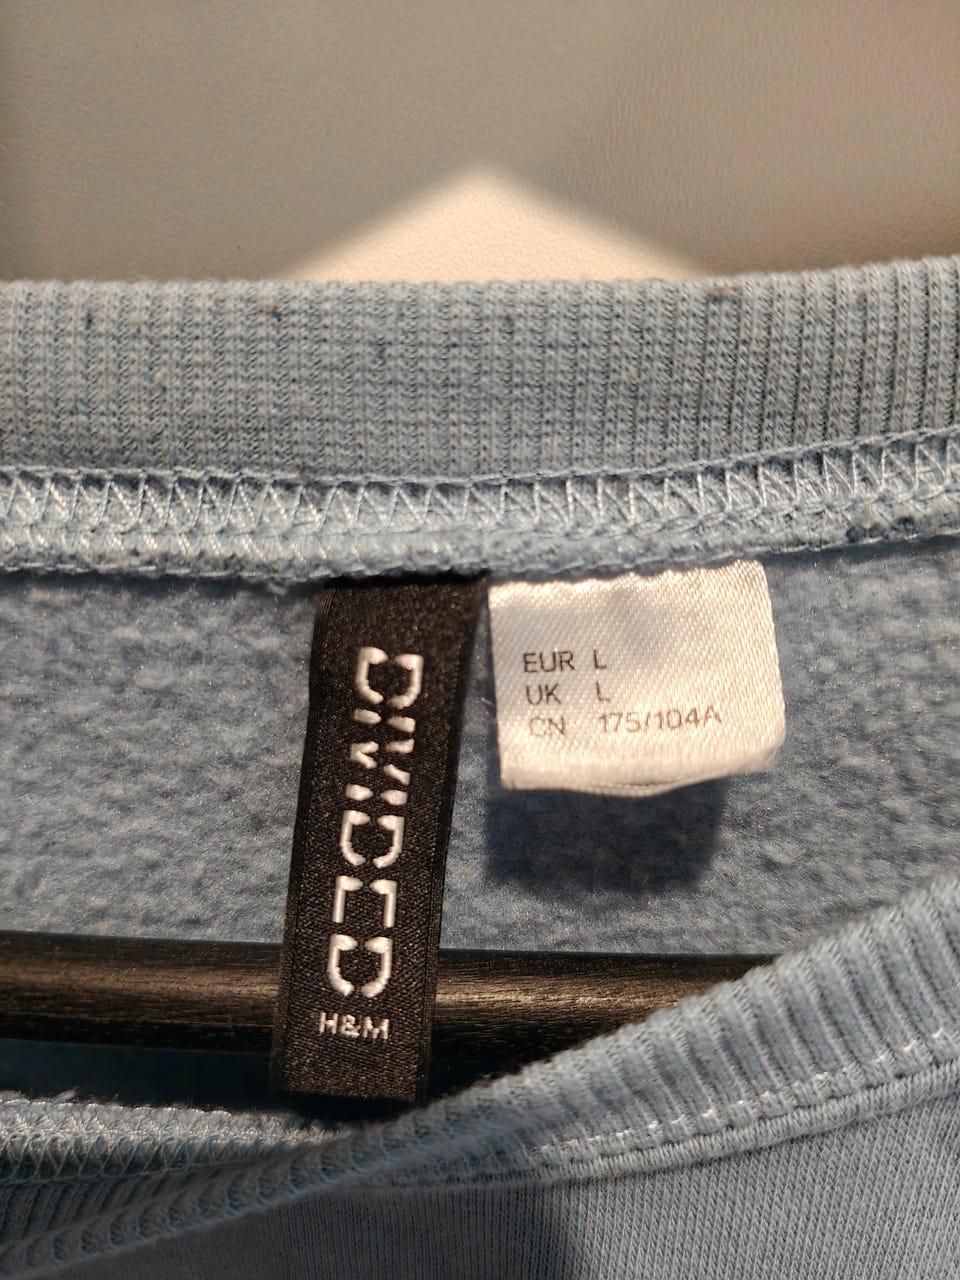 DIVIDED
H&M
EUR L
UK L
CN 175/104A